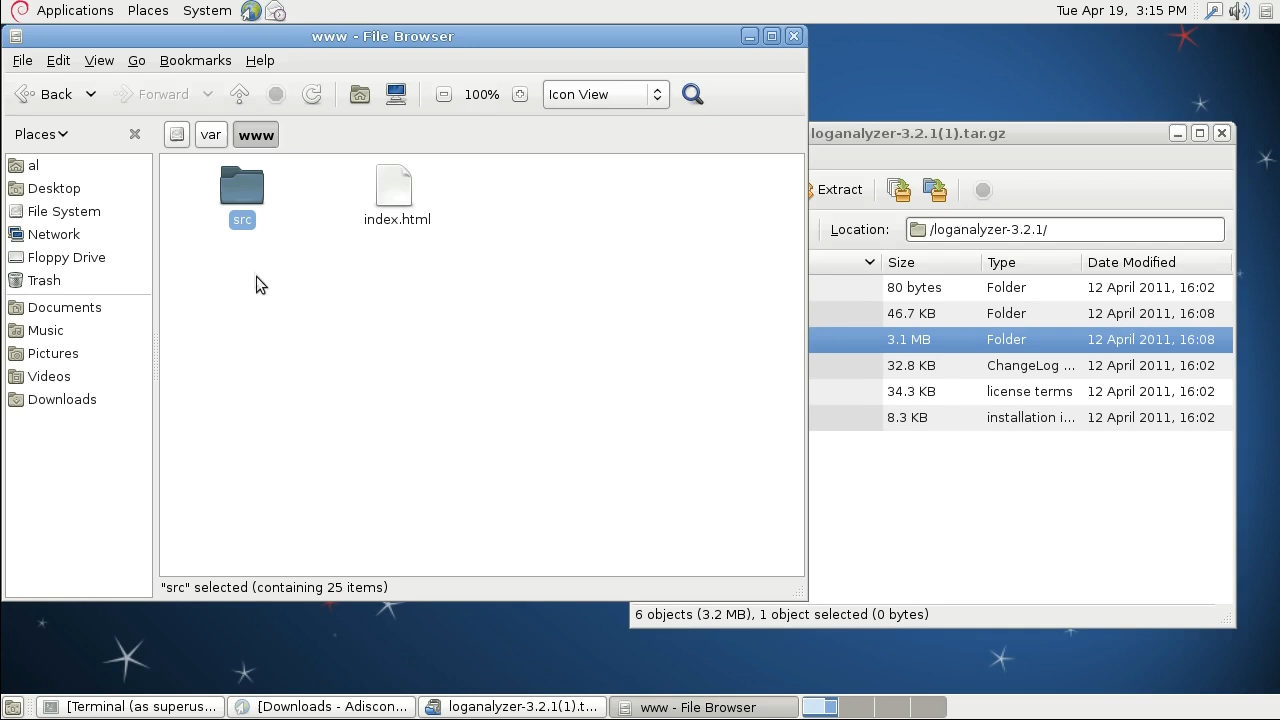 Applications Places System
Tue Apr 19, 3:15 PM
www - File Browser
File Edit View Go Bookmarks Help
Back Forward 100% Icon View
Places
var www
al
Desktop
File System
Network
Floppy Drive
Trash
Documents
Music
Pictures
Videos
Downloads
src
index.html
"src" selected (containing 25 items)
loganalyzer-3.2.1(1).tar.gz
Extract
Location: /loganalyzer-3.2.1/
Size Type Date Modified
80 bytes Folder 12 April 2011, 16:02
46.7 KB Folder 12 April 2011, 16:08
3.1 MB Folder 12 April 2011, 16:08
32.8 KB ChangeLog ... 12 April 2011, 16:02
34.3 KB license terms 12 April 2011, 16:02
8.3 KB installation i... 12 April 2011, 16:02
6 objects (3.2 MB), 1 object selected (0 bytes)
[Terminal (as superus... [Downloads - Adiscon... loganalyzer-3.2.1(1).t... www - File Browser